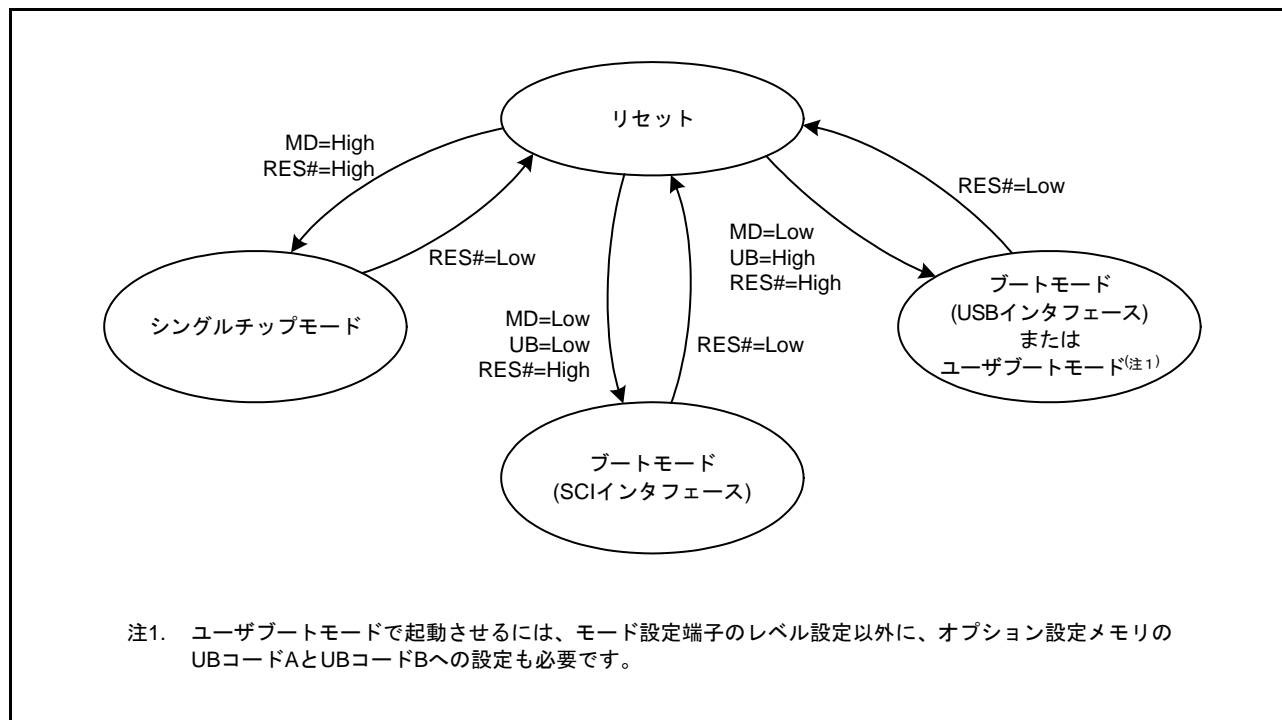 リセット
MD=High
RES#=High
RES#=Low
RES#=Low
MD=Low
UB=High
RES#=High
シングルチップモード
MD=Low
UB=Low
RES#=High
RES#=Low
ブートモード
(USBインタフェース)
または
ユーザブートモード(注1)
ブートモード
(SCIインタフェース)
注1. ユーザブートモードで起動させるには、モード設定端子のレベル設定以外に、オプション設定メモリの
UBコードAとUBコードBへの設定も必要です。